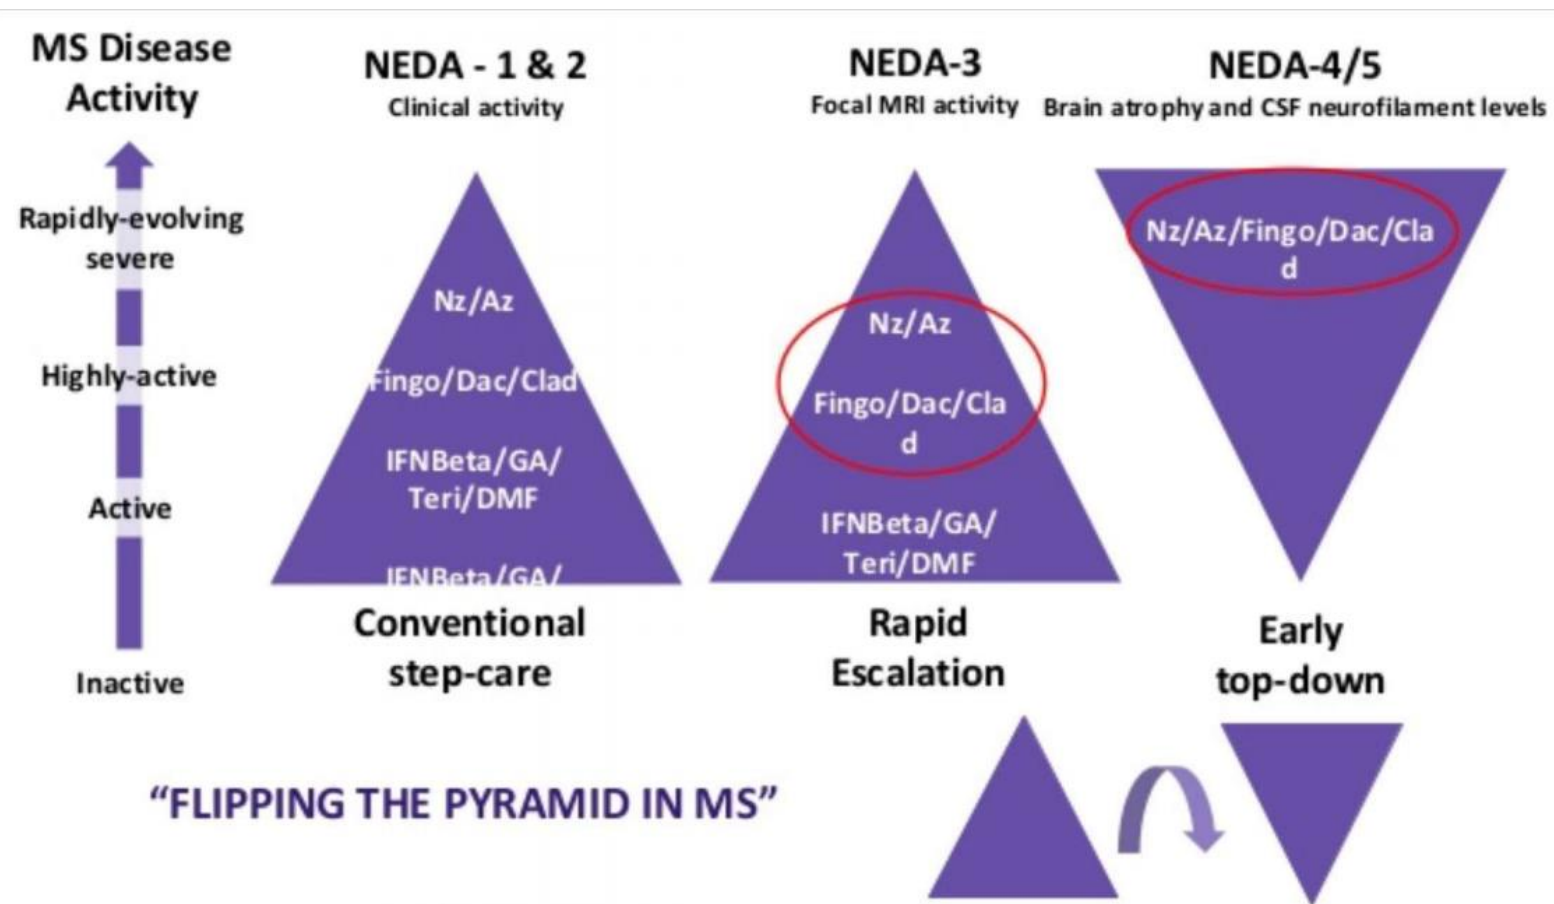 MS Disease
Activity
Rapidly-evolving
severe
Highly-active
Active
Inactive
NEDA - 1 & 2
Clinical activity
Nz/Az
Fingo/Dac/Clad
IFNBeta/GA/
Teri/DMF
IFNBeta/GA/
Conventional
step-care
NEDA-3
Focal MRI activity
Nz/Az
Fingo/Dac/Cla
d
IFNBeta/GA/
Teri/DMF
Rapid
Escalation
NEDA-4/5
Brain atrophy and CSF neurofilament levels
Nz/Az/Fingo/Dac/Cla
d
Early
top-down
“FLIPPING THE PYRAMID IN MS”